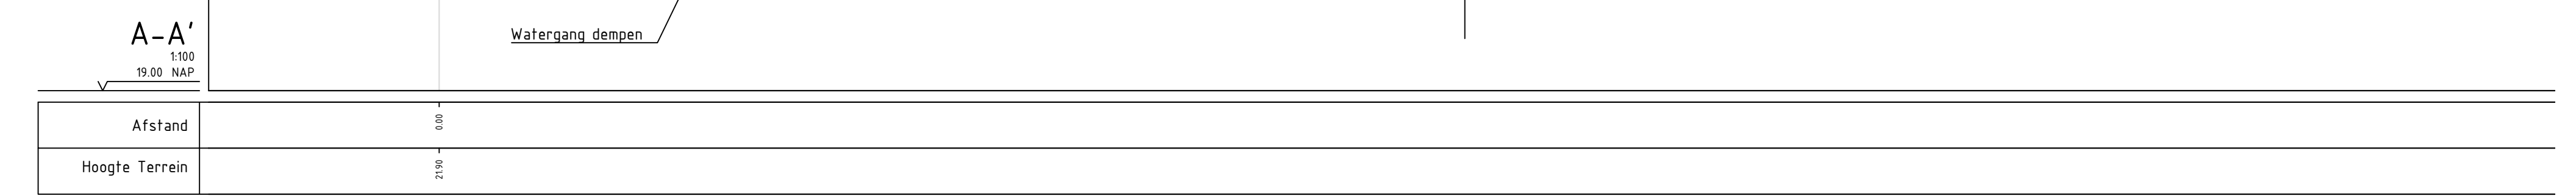 A-A'
1:100
19.00 NAP
Watergang dempen
Afstand
0.00
Hoogte Terrein
21.90